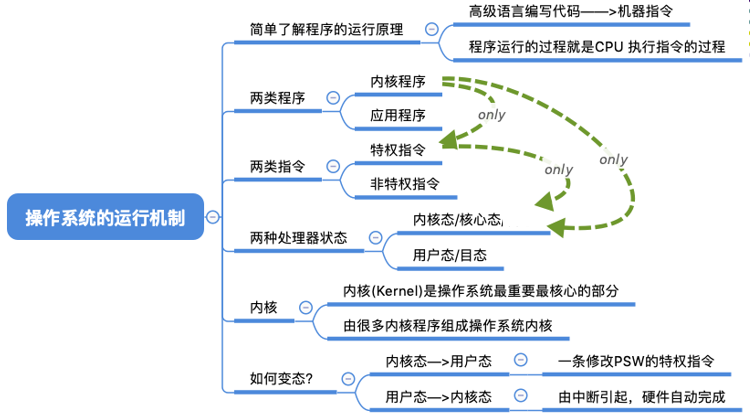 操作系统的运行机制
简单了解程序的运行原理
高级语言编写代码——>机器指令
程序运行的过程就是CPU 执行指令的过程
两类程序
内核程序
应用程序
only
两类指令
特权指令
非特权指令
only
only
两种处理器状态
内核态/核心态/
用户态/目态
内核
内核(Kernel)是操作系统最重要最核心的部分
由很多内核程序组成操作系统内核
如何变态?
内核态—>用户态
一条修改PSW的特权指令
用户态—>内核态
由中断引起，硬件自动完成